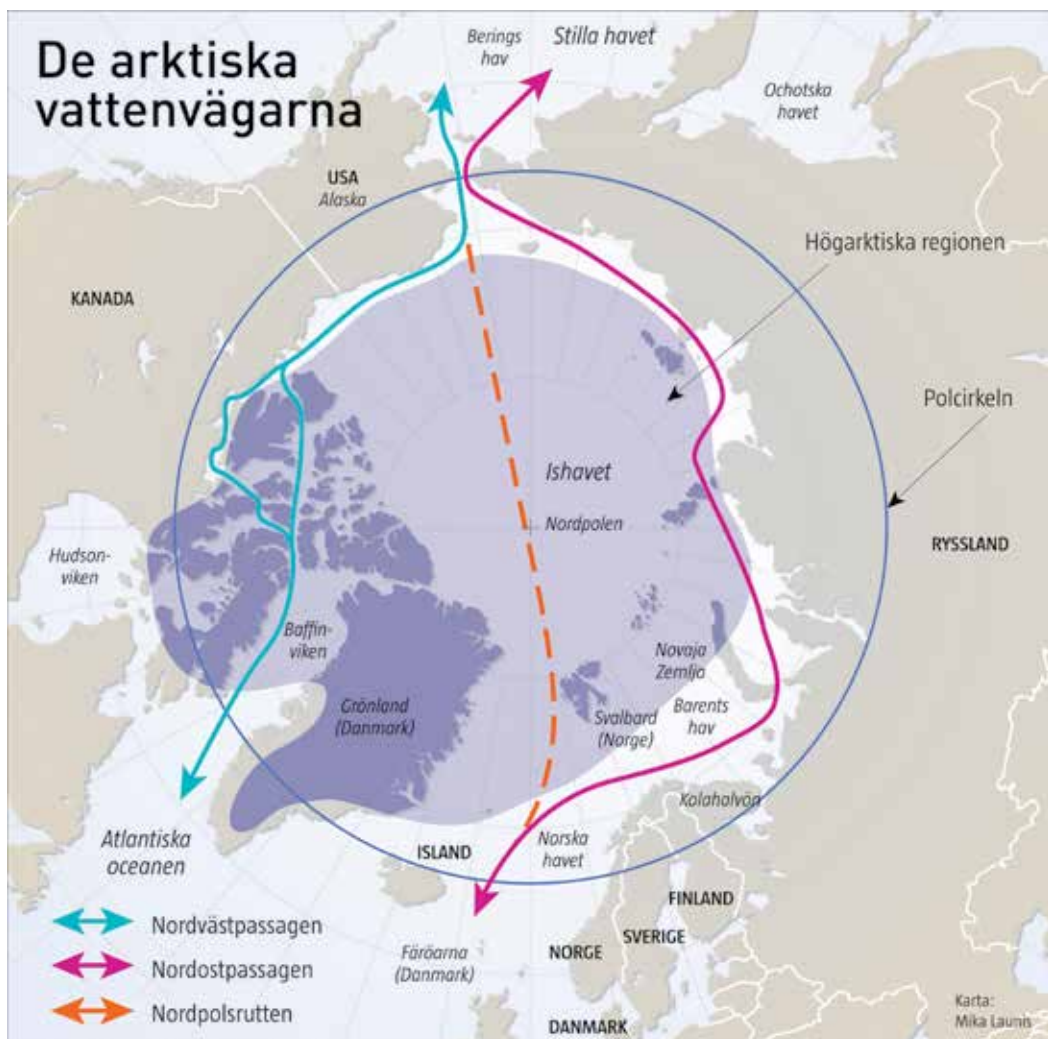 De arktiska
vattenvägarna
Berings
hav
Stilla havet
Ochotska
havet
USA
Alaska
Högarktiska regionen
KANADA
Polcirkeln
Ishavet
Nordpolen
RYSSLAND
Hudson-
viken
Baffin-
viken
Novaja
Zemlja
Grönland
(Danmark)
Svalbard
(Norge)
Barents
hav
Kolahalvön
Atlantiska
oceanen
ISLAND
Norska
havet
FINLAND
Nordvästpassagen
SVERIGE
NORGE
Färöarna
(Danmark)
Nordostpassagen
Nordpolsrutten
DANMARK
Karta:
Mika Launis